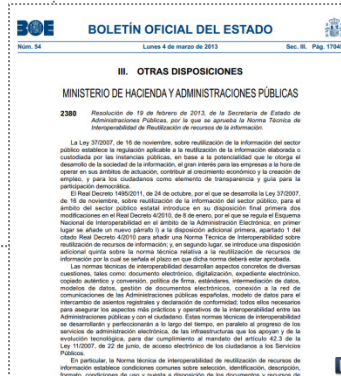 BOE
BOLETÍN OFICIAL DEL ESTADO
Núm. 54
Lunes 4 de marzo de 2013
Sec. III. Pág. 1704
III. OTRAS DISPOSICIONES
MINISTERIO DE HACIENDA Y ADMINISTRACIONES PÚBLICAS
2380 Resolución de 19 de febrero de 2013, de la Secretaría de Estado de
Administraciones Públicas, por la que se aprueba la Norma Técnica de
Interoperabilidad de Reutilización de recursos de la información.
La Ley 37/2007, de 16 de noviembre, sobre reutilización de la información del sector
público establece la regulación aplicable a la reutilización de la información elaborada o
custodiada por las instancias públicas, en base a la potencialidad que le otorga el
desarrollo de la sociedad de la información, el gran interés para las empresas a la hora de
operar en sus ámbitos de actuación, contribuir al crecimiento económico y la creación de
empleo, y para los ciudadanos como elemento de transparencia y guía para la
participación democrática.
El Real Decreto 1495/2011, de 24 de octubre, por el que se desarrolla la Ley 37/2007,
de 16 de noviembre, sobre reutilización de la información del sector público, para el
ámbito del sector público estatal introduce en su disposición final primera dos
modificaciones en el Real Decreto 4/2010, de 8 de enero, por el que se regula el Esquema
Nacional de Interoperabilidad en el ámbito de la Administración Electrónica; en primer
lugar se añade un nuevo párrafo l) a la disposición adicional primera, apartado 1 del
citado Real Decreto 4/2010 para añadir una Norma Técnica de Interoperabilidad sobre
reutilización de recursos de información; y, en segundo lugar, se introduce una disposición
adicional quinta sobre la norma técnica relativa a la reutilización de recursos de
información por la cual se señala el plazo en que dicha norma deberá estar aprobada.
Las normas técnicas de interoperabilidad desarrollan aspectos concretos de diversas
cuestiones, tales como: documento electrónico, digitalización, expediente electrónico,
copiado auténtico y conversión, política de firma, estándares, intermediación de datos,
modelos de datos, gestión de documentos electrónicos, conexión a la red de
comunicaciones de las Administraciones públicas españolas, modelo de datos para el
intercambio de asientos registrales y declaración de conformidad; todos ellos necesarios
para asegurar los aspectos más prácticos y operativos de la interoperabilidad entre las
Administraciones públicas y con el ciudadano. Estas normas técnicas de interoperabilidad
se desarrollarán y perfeccionarán a lo largo del tiempo, en paralelo al progreso de los
servicios de administración electrónica, de las infraestructuras que los apoyan y de la
evolución tecnológica, para dar cumplimiento al mandato del artículo 42.3 de la
Ley 11/2007, de 22 de junio, de acceso electrónico de los ciudadanos a los Servicios
Públicos.
En particular, la Norma técnica de interoperabilidad de reutilización de recursos de
información establece condiciones comunes sobre selección, identificación, descripción,
formato, condiciones de uso y puesta a disposición de los documentos y recursos de